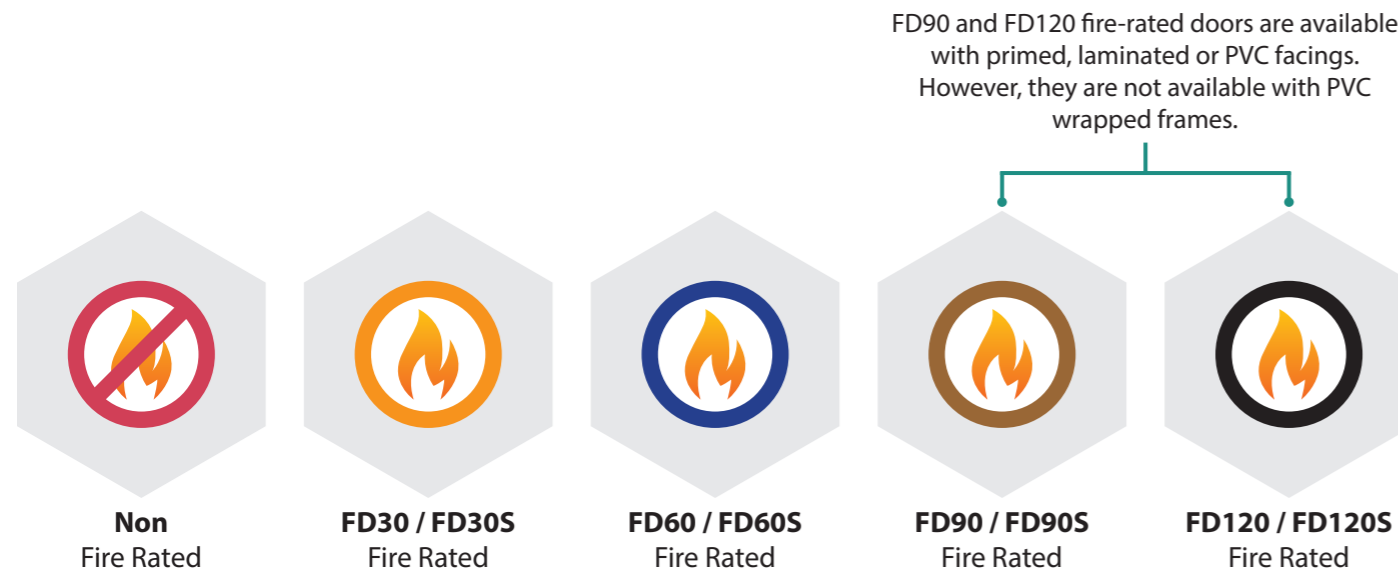 FD90 and FD120 fire-rated doors are available
with primed, laminated or PVC facings.
However, they are not available with PVC
wrapped frames.
Non
Fire Rated
FD30 / FD30S
Fire Rated
FD60 / FD60S
Fire Rated
FD90 / FD90S
Fire Rated
FD120 / FD120S
Fire Rated